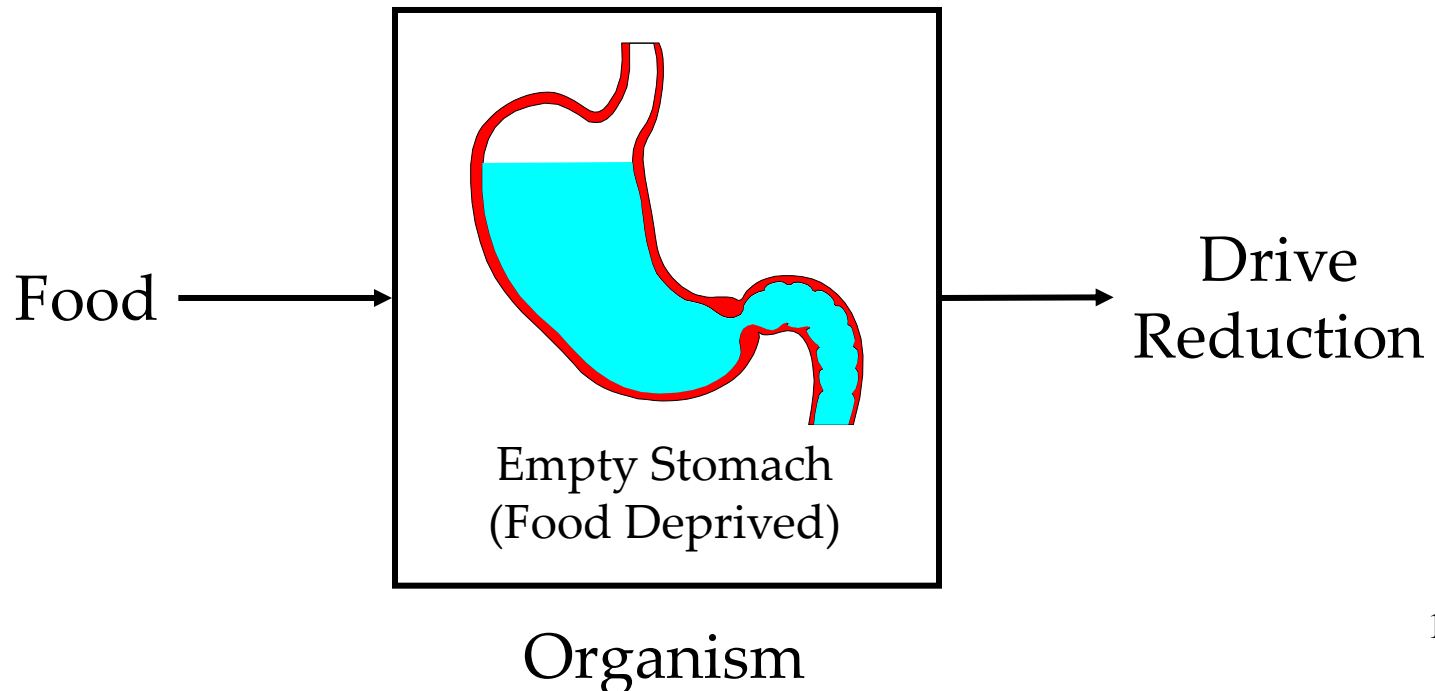 Food
Drive
Reduction
Empty Stomach
(Food Deprived)
Organism